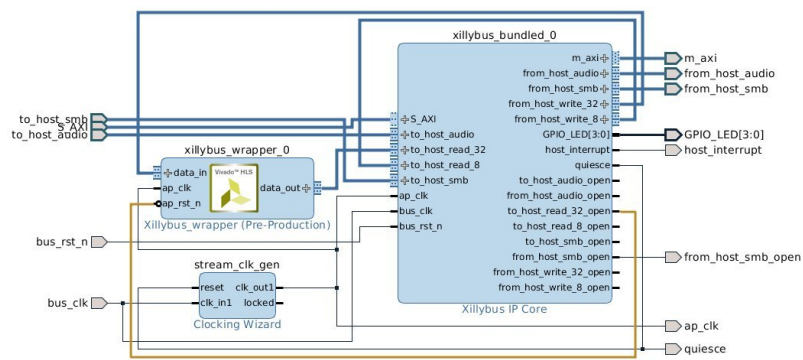 xillybus_bundled_0
m_axi
m_axi
from_host_audio
from_host_audio
from_host_smb
from_host_smb
from_host_write_32
to_host_smb
S_AXI
from_host_write_8
S_AXI
to_host_audio
to_host_audio
GPIO_LED[3:0]
GPIO_LED[3:0]
xillybus_wrapper_0
to_host_read_32
host_interrupt
host_interrupt
to_host_read_8
quiesce
data_in
Vivado HLS
to_host_smb
to_host_audio_open
ap_clk
data_out
ap_clk
from_host_audio_open
ap_rst_n
bus_clk
to_host_read_32_open
Xillybus_wrapper (Pre-Production)
bus_rst_n
to_host_read_8_open
bus_rst_n
to_host_smb_open
stream_clk_gen
from_host_smb_open
from_host_smb_open
from_host_write_32_open
reset
clk_out1
from_host_write_8_open
bus_clk
clk_in1
locked
Xillybus IP Core
Clocking Wizard
ap_clk
quiesce